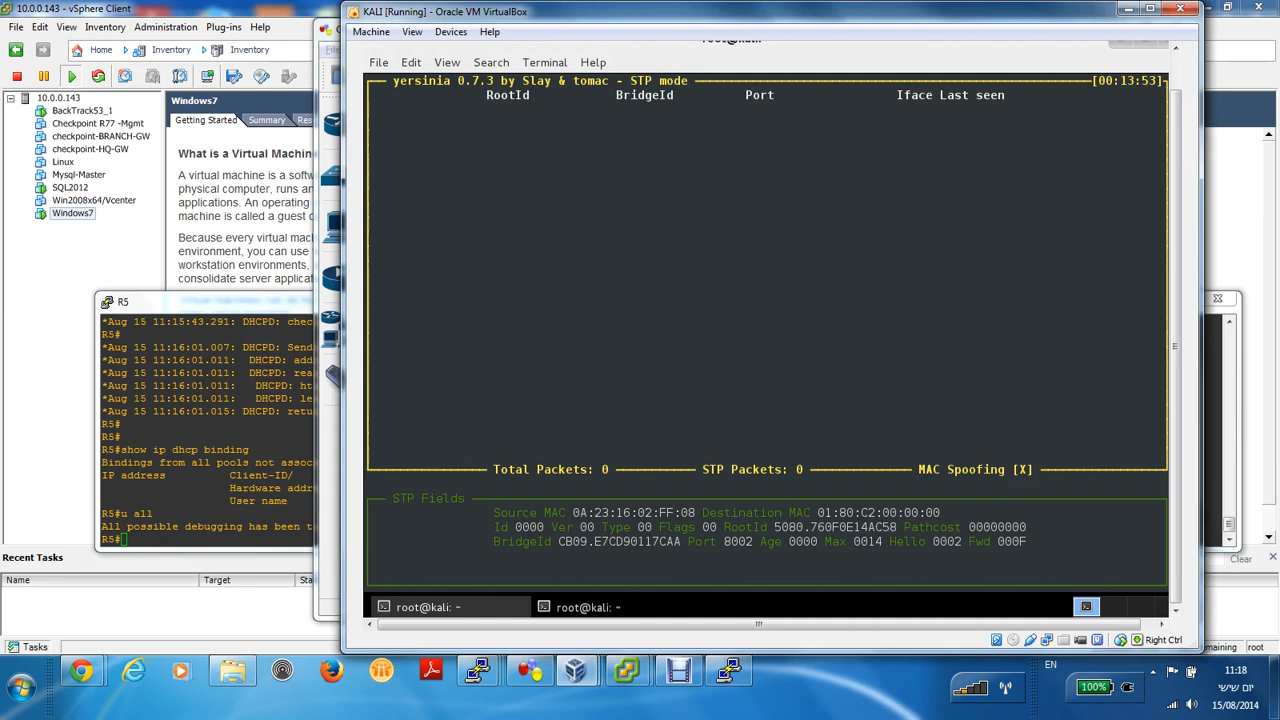 10.0.0.143 - vSphere Client
File Edit View Inventory Administration Plug-ins Help
Home Inventory Inventory
10.0.0.143
BackTrack53_1
Checkpoint R77 -Mgmt
checkpoint-BRANCH-GW
checkpoint-HQ-GW
Linux
Mysql-Master
SQL2012
Win2008x64/Vcenter
Windows7
Windows7
Getting Started Summary Res
What is a Virtual Machin
A virtual machine is a softw
physical computer, runs an
applications. An operating
machine is called a guest o
Because every virtual mach
environment, you can use
workstation environments,
consolidate server applicat
R5
*Aug 15 11:15:43.291: DHCPD: chec
R5#
*Aug 15 11:16:01.007: DHCPD: Send
*Aug 15 11:16:01.011:  DHCPD: add
*Aug 15 11:16:01.011:  DHCPD: rea
*Aug 15 11:16:01.011:   DHCPD: ht
*Aug 15 11:16:01.011:   DHCPD: le
*Aug 15 11:16:01.015: DHCPD: retu
R5#
R5#
R5#show ip dhcp binding
Bindings from all pools not assoc
IP address Client-ID/
Hardware addr
User name
R5#u all
All possible debugging has been t
R5#
Recent Tasks
Name Target Sta
Tasks
KALI [Running] - Oracle VM VirtualBox
Machine View Devices Help
root@kali: ~
File Edit View Search Terminal Help
yersinia 0.7.3 by Slay & tomac - STP mode [00:13:53]
RootId BridgeId Port Iface Last seen
Total Packets: 0 STP Packets: 0 MAC Spoofing [X]
STP Fields
Source MAC 0A:23:16:02:FF:08 Destination MAC 01:80:C2:00:00:00
Id 0000 Ver 00 Type 00 Flags 00 RootId 5080.760F0E14AC58 Pathcost 00000000
BridgeId CB09.E7CD90117CAA Port 8002 Age 0000 Max 0014 Hello 0002 Fwd 000F
root@kali: ~ root@kali: ~
Right Ctrl
Clear
remaining root
EN
100%
11:18
יום שישי
15/08/2014